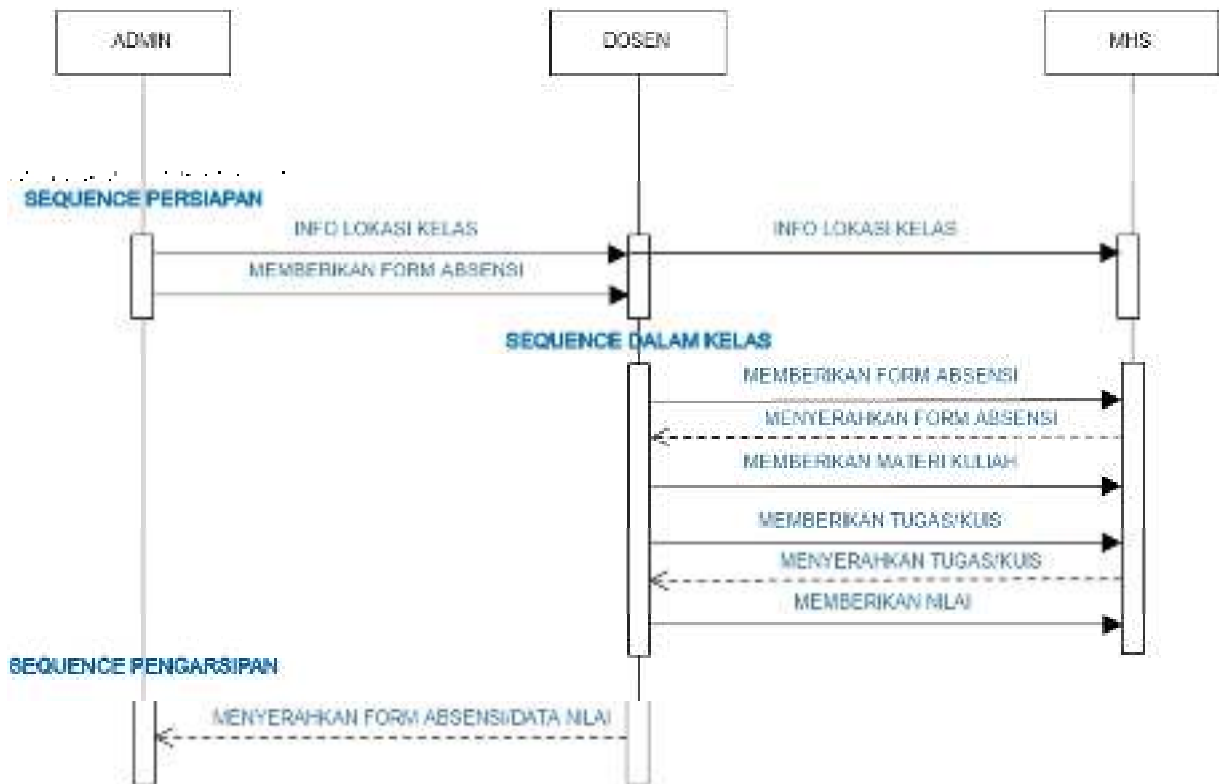 ADMIN
DOSEN
MHS
SEQUENCE PERSIAPAN
INFO LOKASI KELAS
INFO LOKASI KELAS
MEMBERIKAN FORM ABSENSI
SEQUENCE DALAM KELAS
MEMBERIKAN FORM ABSENSI
MENYERAHKAN FORM ABSENSI
MEMBERIKAN MATERI KULIAH
MEMBERIKAN TUGAS/KUIS
MENYERAHKAN TUGAS/KUIS
MEMBERIKAN NILAI
SEQUENCE PENGARSIPAN
MENYERAHKAN FORM ABSENSI/DATA NILAI